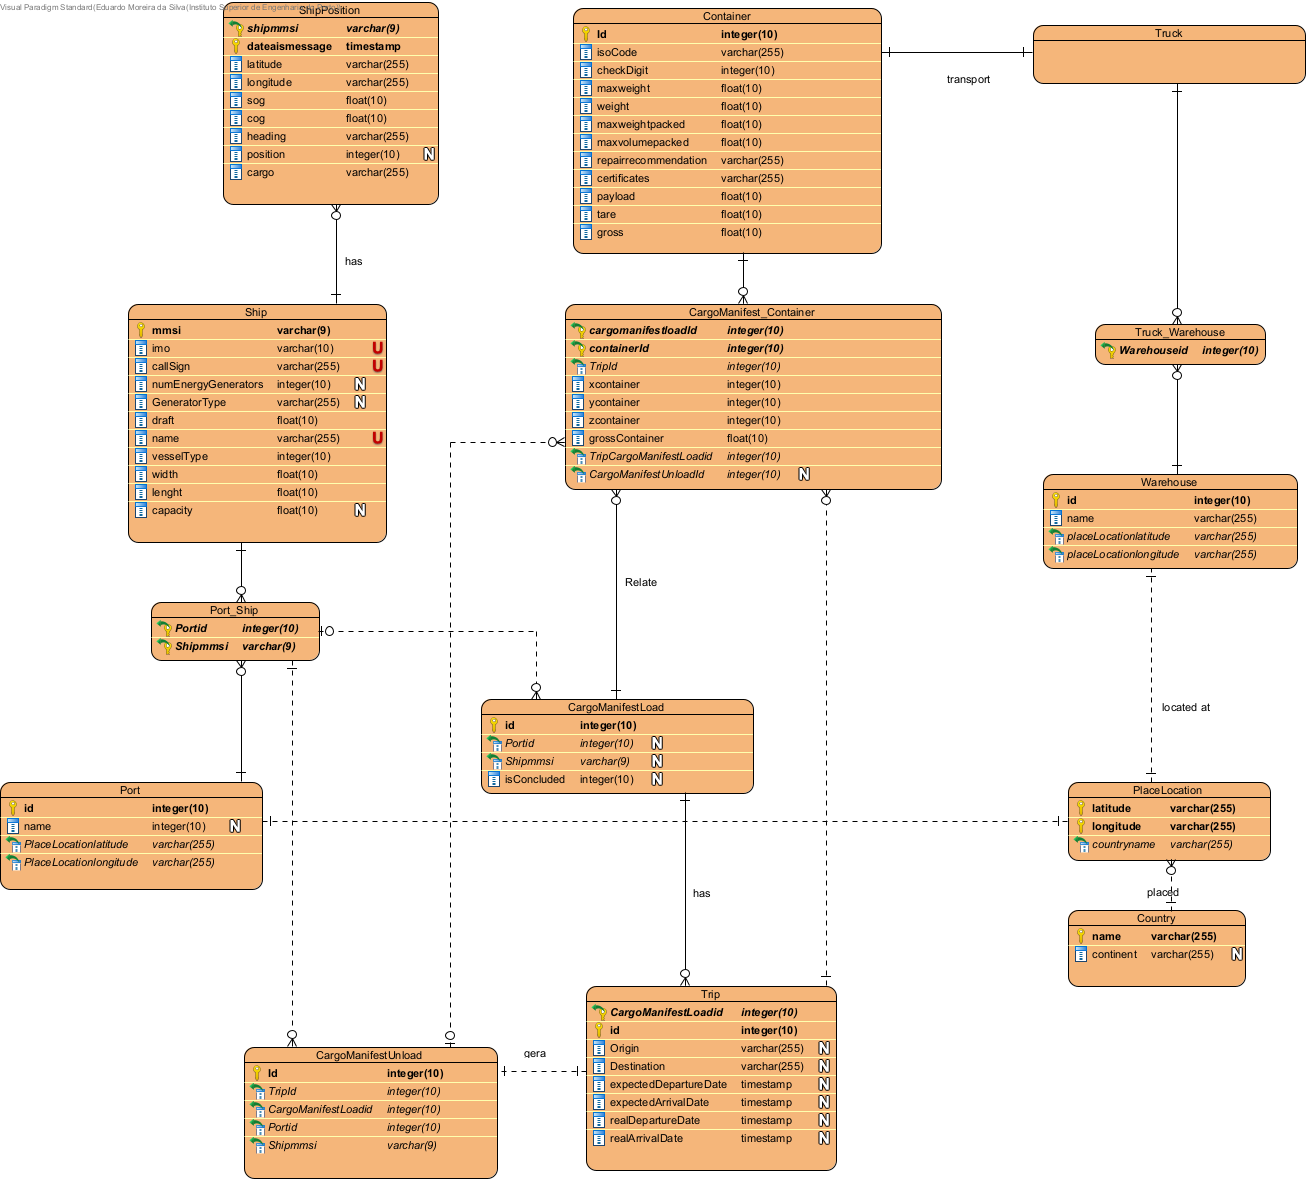 Visual Paradigm Standard(Eduardo Moreira da Silva(Instituto Superior de Engenharia
ShipPosition
shipmmsi varchar(9)
dateaismessage timestamp
latitude varchar(255)
longitude varchar(255)
sog float(10)
cog float(10)
heading varchar(255)
position integer(10) N
cargo varchar(255)
Container
Id integer(10)
isoCode varchar(255)
checkDigit integer(10)
maxweight float(10)
weight float(10)
maxweightpacked float(10)
maxvolumepacked float(10)
repairrecommendation varchar(255)
certificates varchar(255)
payload float(10)
tare float(10)
gross float(10)
transport
Truck
has
Ship
mmsi varchar(9)
imo varchar(10) U
callSign varchar(255) U
numEnergyGenerators integer(10) N
GeneratorType varchar(255) N
draft float(10)
name varchar(255) U
vesselType integer(10)
width float(10)
lenght float(10)
capacity float(10) N
CargoManifest_Container
cargomanifestloadId integer(10)
containerId integer(10)
TripId integer(10)
xcontainer integer(10)
ycontainer integer(10)
zcontainer integer(10)
grossContainer float(10)
TripCargoManifestLoadid integer(10)
CargoManifestUnloadId integer(10) N
Truck_Warehouse
Warehouseid integer(10)
Warehouse
id integer(10)
name varchar(255)
placeLocationlatitude varchar(255)
placeLocationlongitude varchar(255)
Relate
Port_Ship
Portid integer(10)
Shipmmsi varchar(9)
located at
CargoManifestLoad
id integer(10)
Portid integer(10) N
Shipmmsi varchar(9) N
isConcluded integer(10) N
Port
id integer(10)
name integer(10) N
PlaceLocationlatitude varchar(255)
PlaceLocationlongitude varchar(255)
PlaceLocation
latitude varchar(255)
longitude varchar(255)
countryname varchar(255)
has
placed
Country
name varchar(255)
continent varchar(255) N
Trip
CargoManifestLoadid integer(10)
id integer(10)
Origin varchar(255) N
Destination varchar(255) N
expectedDepartureDate timestamp N
expectedArrivalDate timestamp N
realDepartureDate timestamp N
realArrivalDate timestamp N
gera
CargoManifestUnload
Id integer(10)
TripId integer(10)
CargoManifestLoadid integer(10)
Portid integer(10)
Shipmmsi varchar(9)